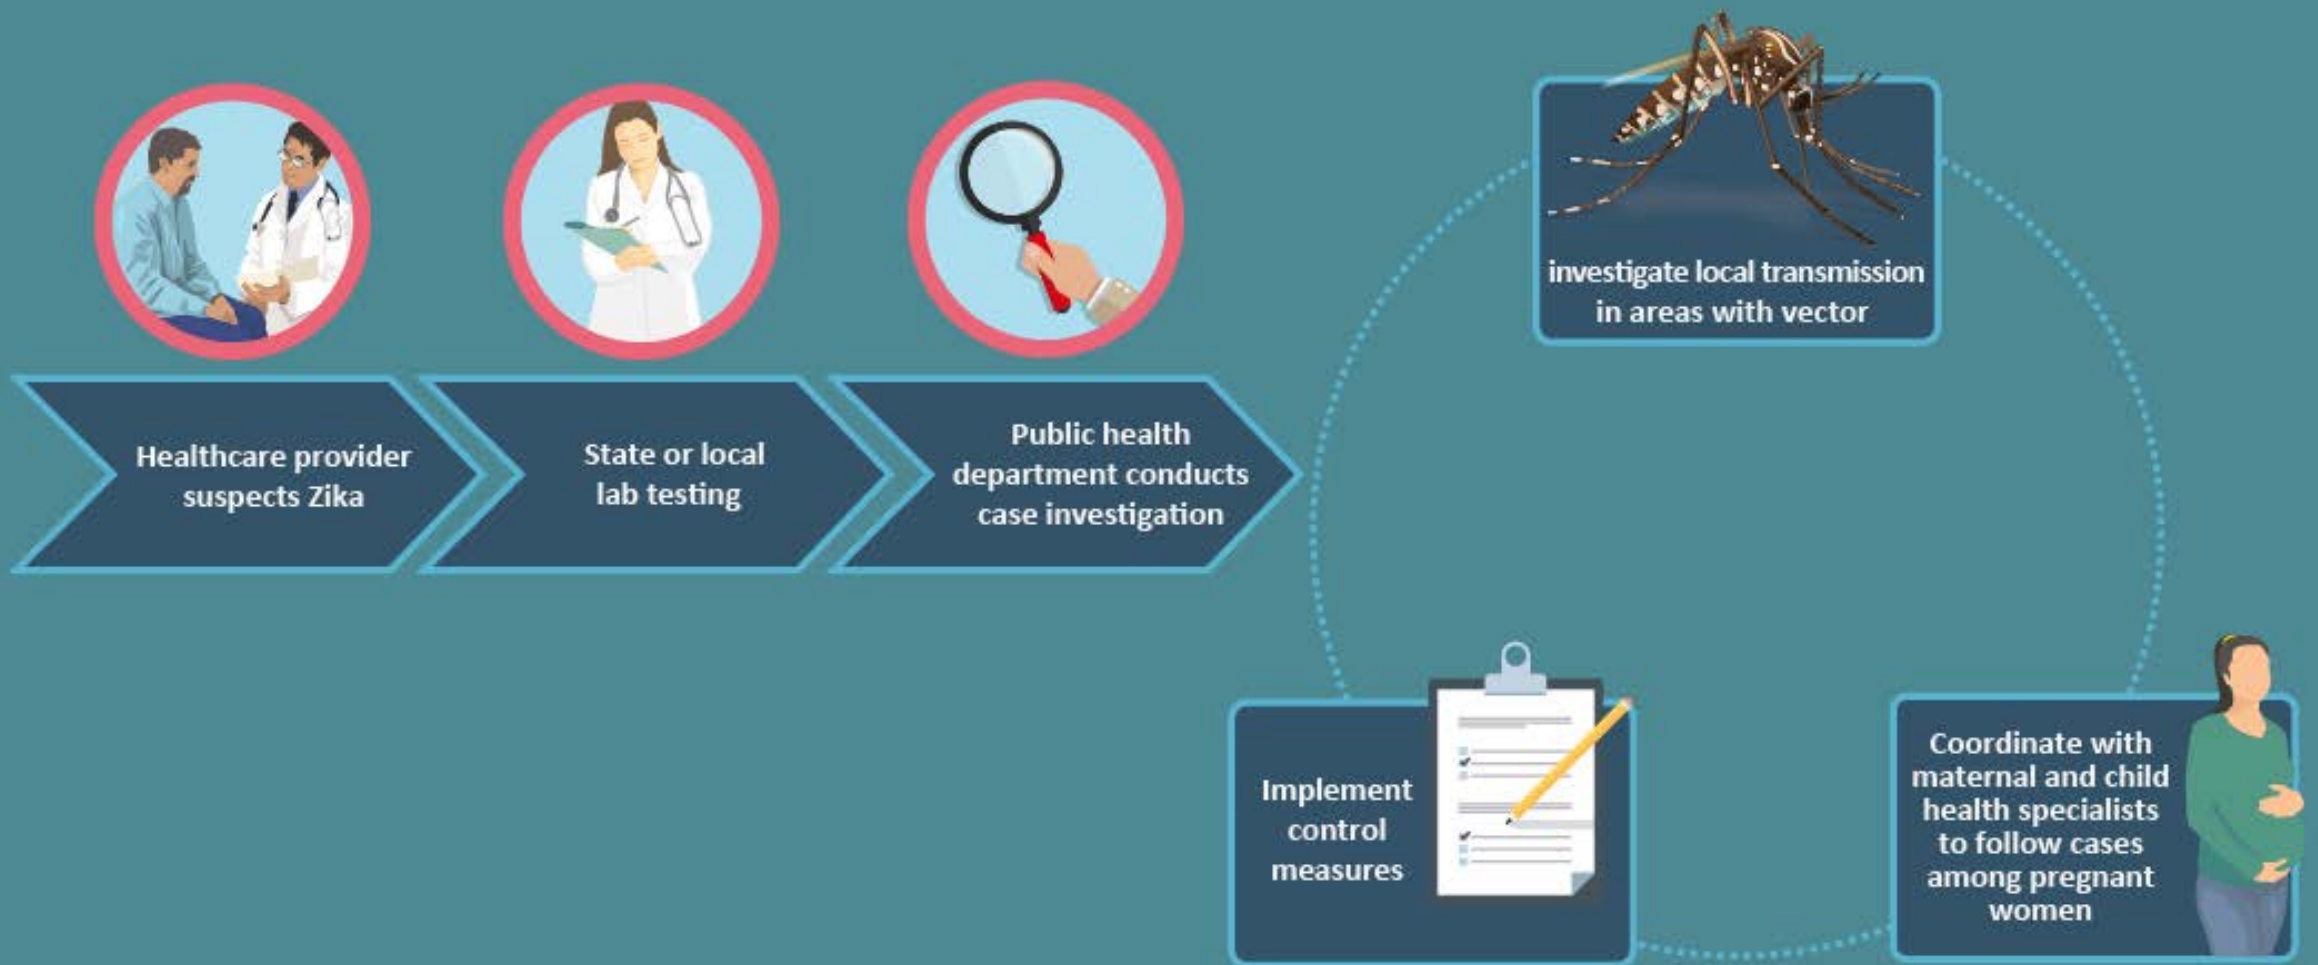 Healthcare provider
suspects Zika
State or local
lab testing
Public health
department conducts
case investigation
investigate local transmission
in areas with vector
Implement
control
measures
Coordinate with
maternal and child
health specialists
to follow cases
among pregnant
women